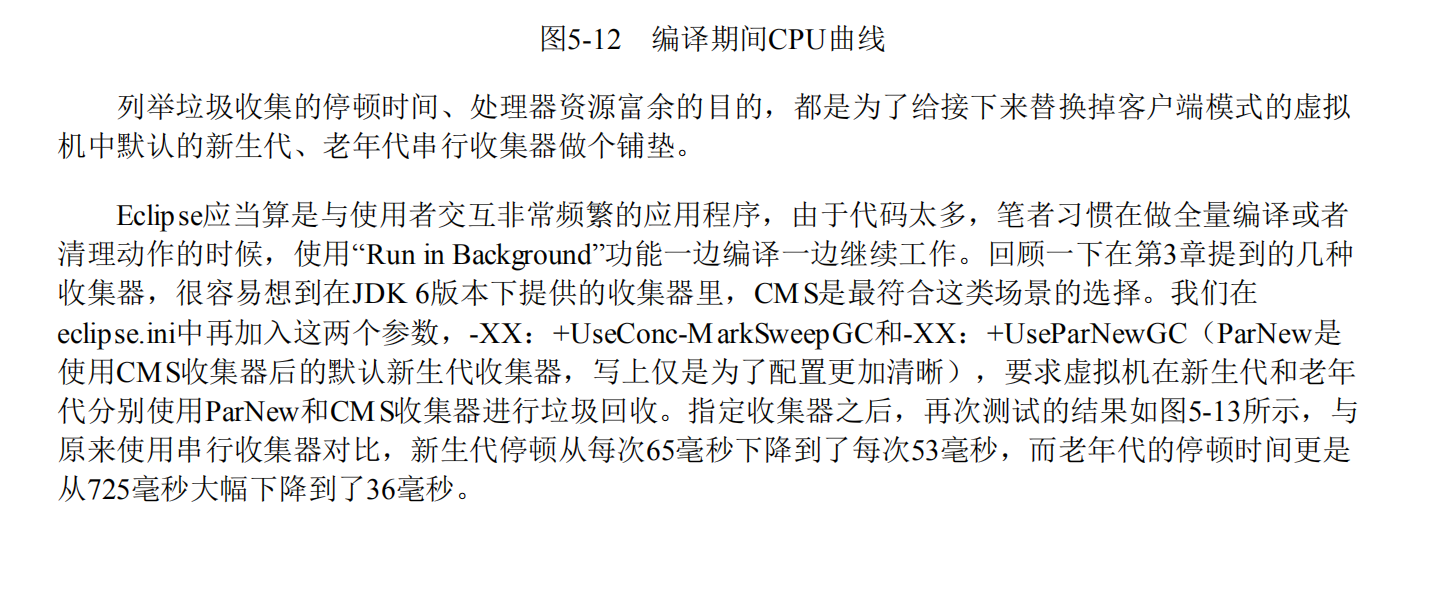 图5-12 编译期间CPU曲线
列举垃圾收集的停顿时间、处理器资源富余的目的，都是为了给接下来替换掉客户端模式的虚拟
机中默认的新生代、老年代串行收集器做个铺垫。
Eclipse应当算是与使用者交互非常频繁的应用程序，由于代码太多，笔者习惯在做全量编译或者
清理动作的时候，使用“Run in Background”功能一边编译一边继续工作。回顾一下在第3章提到的几种
收集器，很容易想到在JDK 6版本下提供的收集器里，CMS是最符合这类场景的选择。我们在
eclipse.ini中再加入这两个参数，-XX：+UseConc-MarkSweepGC和-XX：+UseParNewGC（ParNew是
使用CMS收集器后的默认新生代收集器，写上仅是为了配置更加清晰），要求虚拟机在新生代和老年
代分别使用ParNew和CMS收集器进行垃圾回收。指定收集器之后，再次测试的结果如图5-13所示，与
原来使用串行收集器对比，新生代停顿从每次65毫秒下降到了每次53毫秒，而老年代的停顿时间更是
从725毫秒大幅下降到了36毫秒。